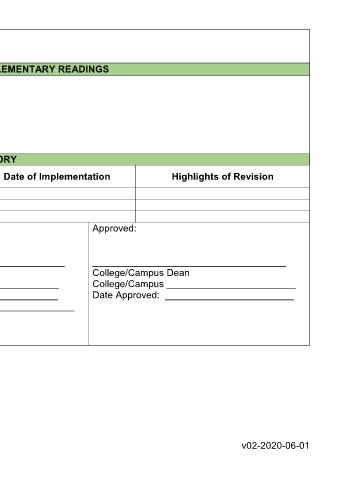 LEMENTARY READINGS
ORY
Date of Implementation Highlights of Revision
Approved:
College/Campus Dean
College/Campus
Date Approved:
v02-2020-06-01